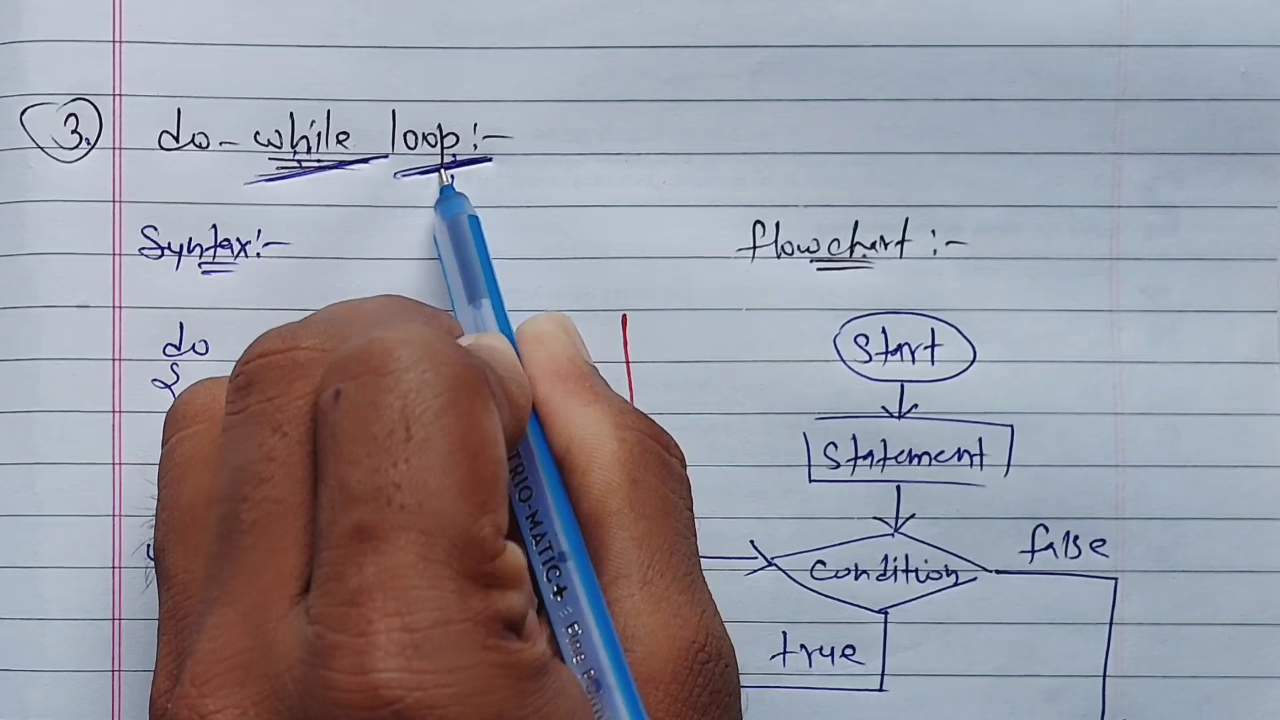 3. do-while loop:-
Syntax:-
flowchart:-
do
{
start
statement
condition
false
true
TRIO-MATIC+